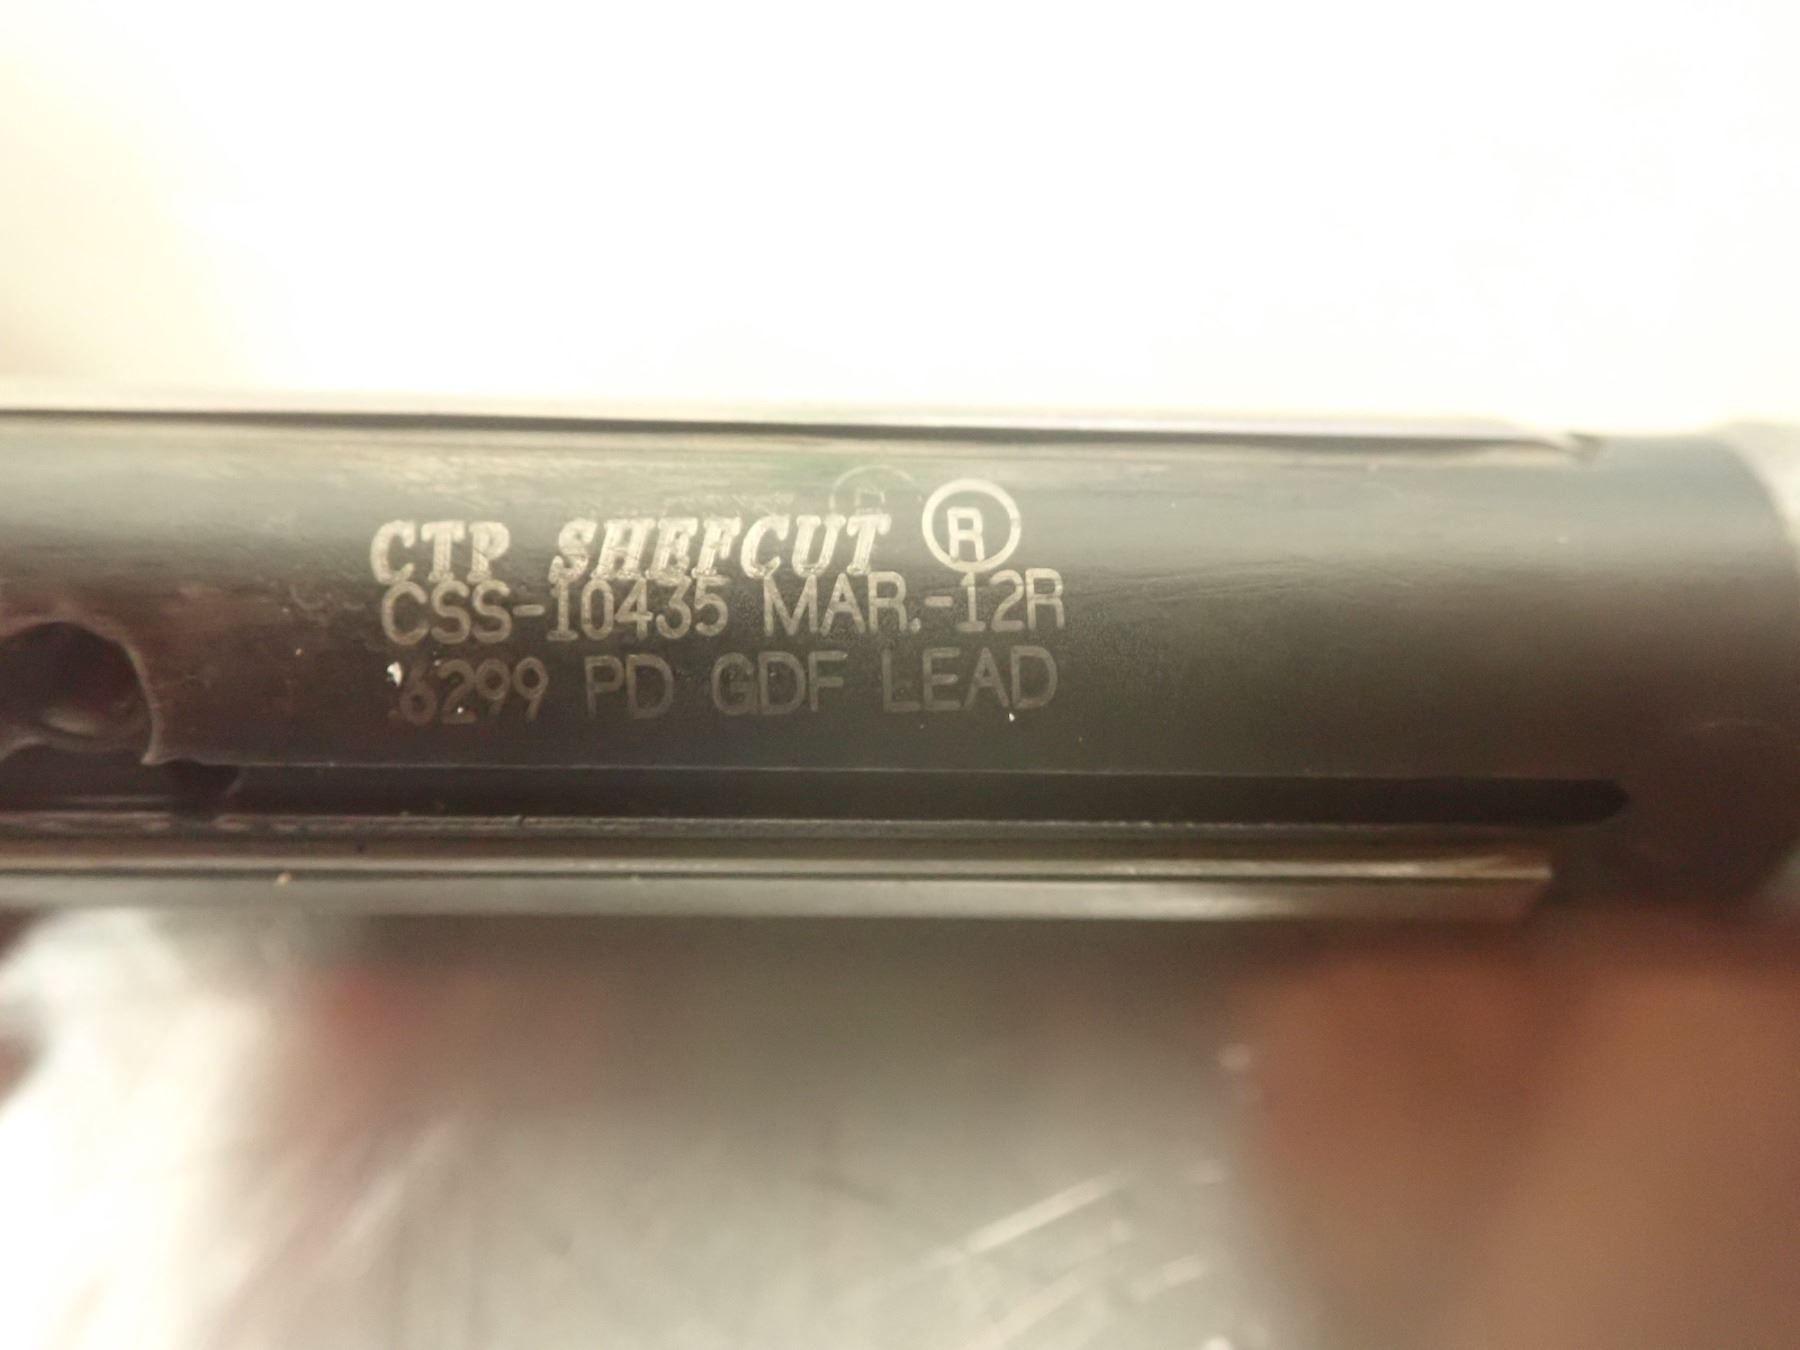 CTP SHEFCUT ®
CSS-10435 MAR.-12R
.6299 PD GDF LEAD